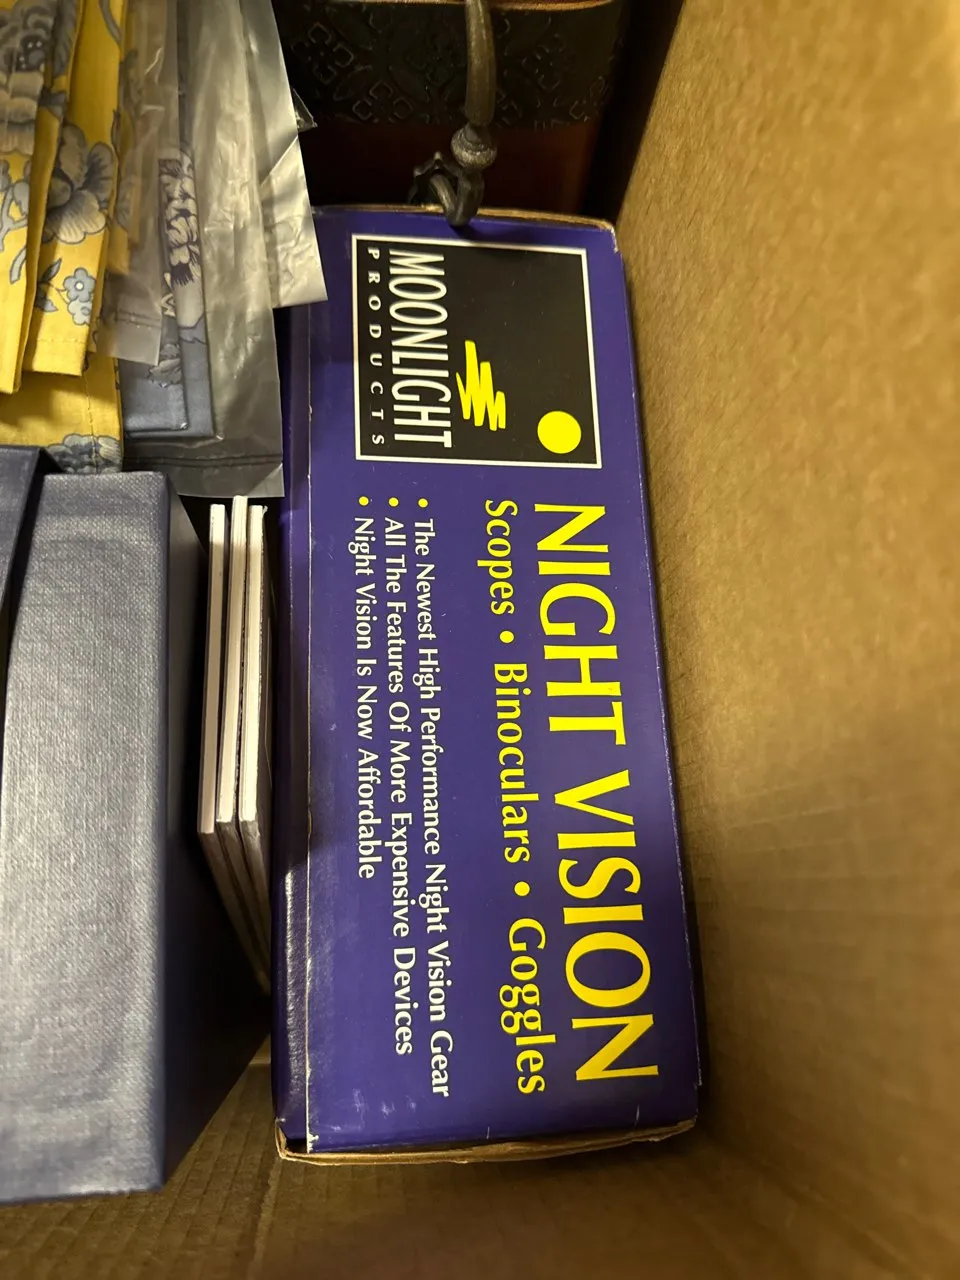 MOONLIGHT
PRODUCTS
NIGHT VISION
Scopes • Binoculars • Goggles
• The Newest High Performance Night Vision Gear
• All The Features Of More Expensive Devices
• Night Vision Is Now Affordable